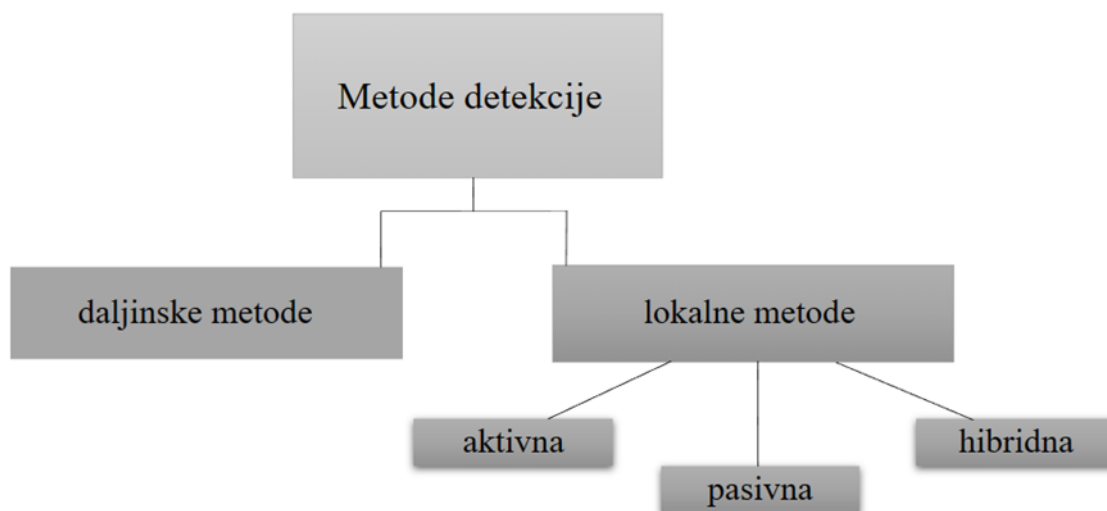 Metode detekcije
daljinske metode
lokalne metode
aktivna
pasivna
hibridna